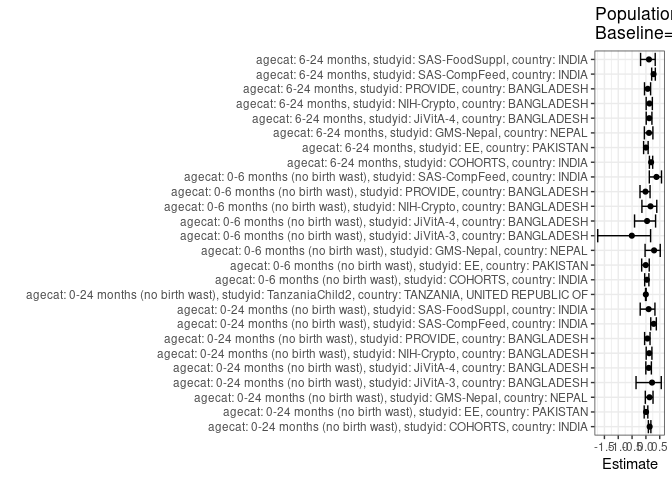 Population
Baseline=
agecat: 6-24 months, studyid: SAS-FoodSuppl, country: INDIA
agecat: 6-24 months, studyid: SAS-CompFeed, country: INDIA
agecat: 6-24 months, studyid: PROVIDE, country: BANGLADESH
agecat: 6-24 months, studyid: NIH-Crypto, country: BANGLADESH
agecat: 6-24 months, studyid: JiVitA-4, country: BANGLADESH
agecat: 6-24 months, studyid: GMS-Nepal, country: NEPAL
agecat: 6-24 months, studyid: EE, country: PAKISTAN
agecat: 6-24 months, studyid: COHORTS, country: INDIA
agecat: 0-6 months (no birth wast), studyid: SAS-CompFeed, country: INDIA
agecat: 0-6 months (no birth wast), studyid: PROVIDE, country: BANGLADESH
agecat: 0-6 months (no birth wast), studyid: NIH-Crypto, country: BANGLADESH
agecat: 0-6 months (no birth wast), studyid: JiVitA-4, country: BANGLADESH
agecat: 0-6 months (no birth wast), studyid: JiVitA-3, country: BANGLADESH
agecat: 0-6 months (no birth wast), studyid: GMS-Nepal, country: NEPAL
agecat: 0-6 months (no birth wast), studyid: EE, country: PAKISTAN
agecat: 0-6 months (no birth wast), studyid: COHORTS, country: INDIA
agecat: 0-24 months (no birth wast), studyid: TanzaniaChild2, country: TANZANIA, UNITED REPUBLIC OF
agecat: 0-24 months (no birth wast), studyid: SAS-FoodSuppl, country: INDIA
agecat: 0-24 months (no birth wast), studyid: SAS-CompFeed, country: INDIA
agecat: 0-24 months (no birth wast), studyid: PROVIDE, country: BANGLADESH
agecat: 0-24 months (no birth wast), studyid: NIH-Crypto, country: BANGLADESH
agecat: 0-24 months (no birth wast), studyid: JiVitA-4, country: BANGLADESH
agecat: 0-24 months (no birth wast), studyid: JiVitA-3, country: BANGLADESH
agecat: 0-24 months (no birth wast), studyid: GMS-Nepal, country: NEPAL
agecat: 0-24 months (no birth wast), studyid: EE, country: PAKISTAN
agecat: 0-24 months (no birth wast), studyid: COHORTS, country: INDIA
-1.5 -1.0 -0.5 0.0 0.5
Estimate